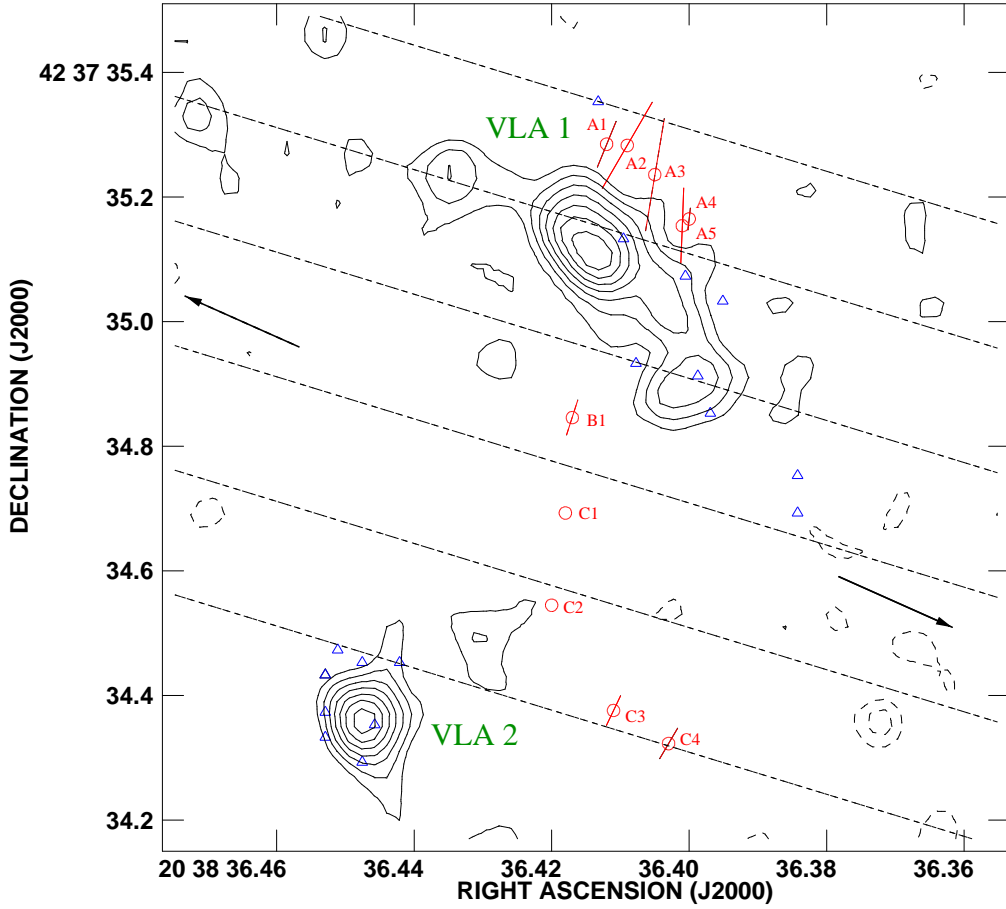 42 37 35.4
35.2
35.0
34.8
34.6
34.4
34.2
DECLINATION (J2000)
VLA 1
A1
A2
A3
A4
A5
B1
C1
C2
C3
C4
VLA 2
20 38 36.46
36.44
36.42
36.40
36.38
36.36
RIGHT ASCENSION (J2000)